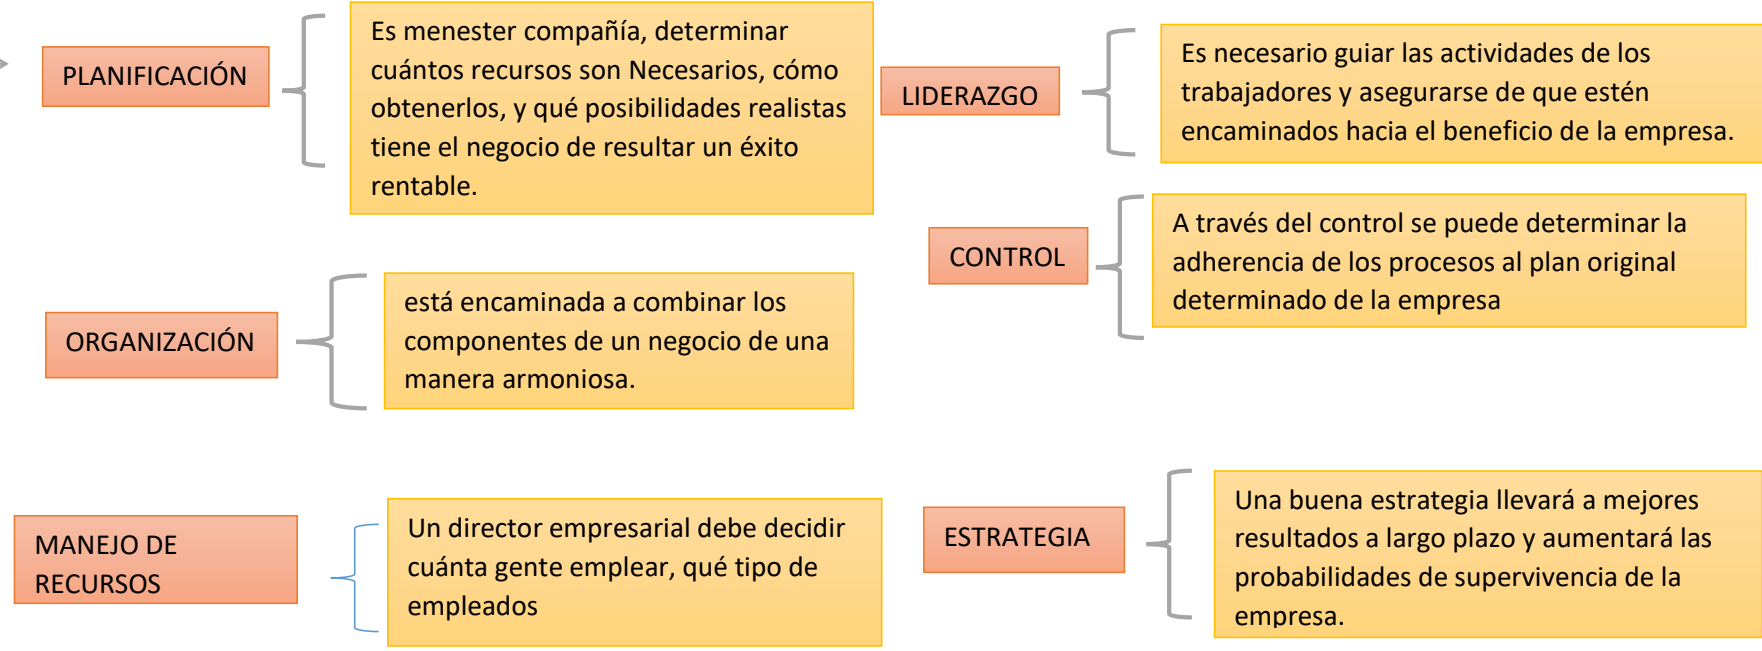 PLANIFICACIÓN
Es menester compañía, determinar
cuántos recursos son Necesarios, cómo
obtenerlos, y qué posibilidades realistas
tiene el negocio de resultar un éxito
rentable.
ORGANIZACIÓN
está encaminada a combinar los
componentes de un negocio de una
manera armoniosa.
MANEJO DE
RECURSOS
Un director empresarial debe decidir
cuánta gente emplear, qué tipo de
empleados
LIDERAZGO
Es necesario guiar las actividades de los
trabajadores y asegurarse de que estén
encaminados hacia el beneficio de la empresa.
CONTROL
A través del control se puede determinar la
adherencia de los procesos al plan original
determinado de la empresa
ESTRATEGIA
Una buena estrategia llevará a mejores
resultados a largo plazo y aumentará las
probabilidades de supervivencia de la
empresa.